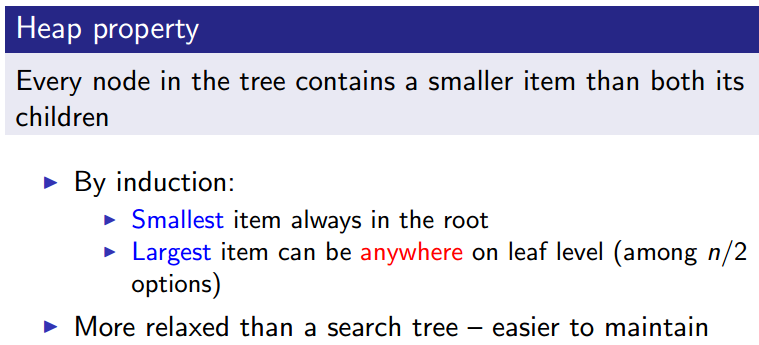 Heap property
Every node in the tree contains a smaller item than both its
children
▶ By induction:
▶ Smallest item always in the root
▶ Largest item can be anywhere on leaf level (among n/2
options)
▶ More relaxed than a search tree – easier to maintain